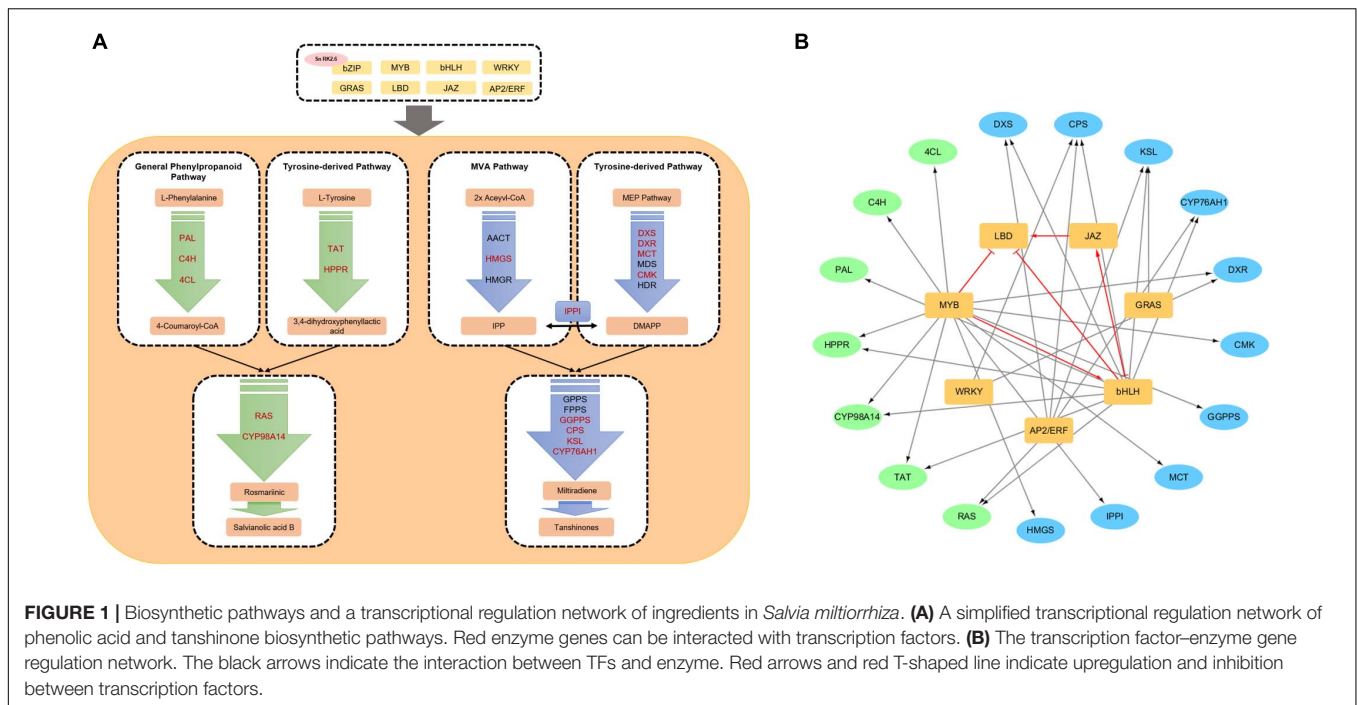 A
Sn RK2.6
bZIP MYB bHLH WRKY
GRAS LBD JAZ AP2/ERF
General Phenylpropanoid
Pathway
L-Phenylalanine
PAL
C4H
4CL
4-Coumaroyl-CoA
Tyrosine-derived Pathway
L-Tyrosine
TAT
HPPR
3,4-dihydroxyphenyllactic
acid
MVA Pathway
2x Aceyvl-CoA
AACT
HMGS
HMGR
IPP
IPPI
Tyrosine-derived Pathway
MEP Pathway
DXS
DXR
MCT
MDS
CMK
HDR
DMAPP
RAS
CYP98A14
Rosmariinic
Salvianolic acid B
GPPS
FPPS
GGPPS
CPS
KSL
CYP76AH1
Miltiradiene
Tanshinones
B
DXS
CPS
4CL
KSL
C4H
CYP76AH1
LBD
JAZ
PAL
DXR
MYB
GRAS
HPPR
CMK
WRKY
bHLH
CYP98A14
GGPPS
AP2/ERF
TAT
MCT
RAS
IPPI
HMGS
FIGURE 1 | Biosynthetic pathways and a transcriptional regulation network of ingredients in Salvia miltiorrhiza. (A) A simplified transcriptional regulation network of
phenolic acid and tanshinone biosynthetic pathways. Red enzyme genes can be interacted with transcription factors. (B) The transcription factor–enzyme gene
regulation network. The black arrows indicate the interaction between TFs and enzyme. Red arrows and red T-shaped line indicate upregulation and inhibition
between transcription factors.